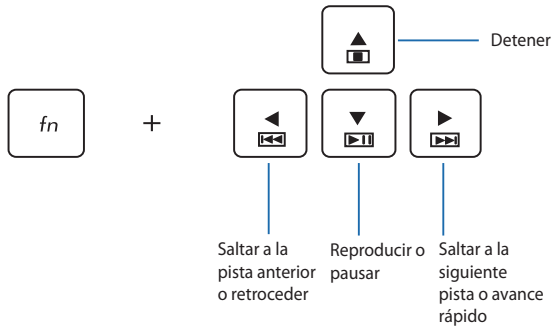 Detener
fn
+
Saltar a la
pista anterior
o retroceder
Reproducir o
pausar
Saltar a la
siguiente
pista o avance
rápido